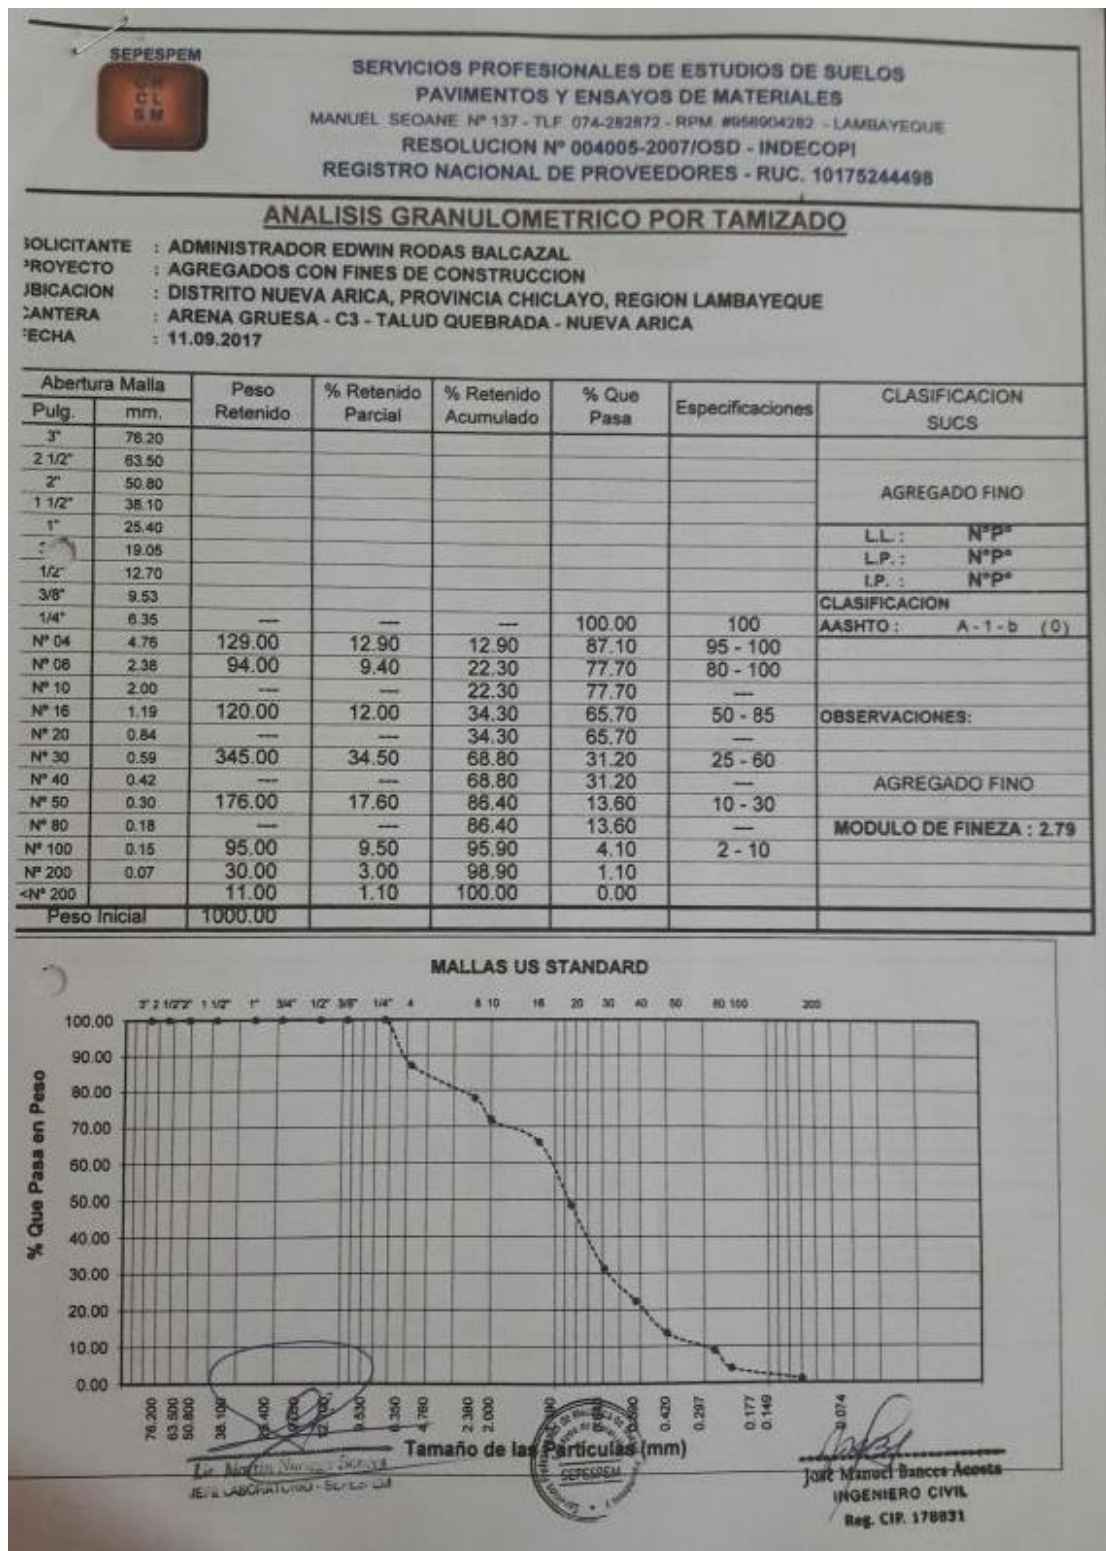 SEPESPEM
CH
CL
SM
SERVICIOS PROFESIONALES DE ESTUDIOS DE SUELOS
PAVIMENTOS Y ENSAYOS DE MATERIALES
MANUEL SEOANE Nº 137 - TLF. 074-282872 - RPM #956904282 - LAMBAYEQUE
RESOLUCION Nº 004005-2007/OSD - INDECOPI
REGISTRO NACIONAL DE PROVEEDORES - RUC. 10175244498
ANALISIS GRANULOMETRICO POR TAMIZADO
SOLICITANTE : ADMINISTRADOR EDWIN RODAS BALCAZAL
PROYECTO : AGREGADOS CON FINES DE CONSTRUCCION
UBICACION : DISTRITO NUEVA ARICA, PROVINCIA CHICLAYO, REGION LAMBAYEQUE
CANTERA : ARENA GRUESA - C3 - TALUD QUEBRADA - NUEVA ARICA
FECHA : 11.09.2017
Abertura Malla Peso Retenido % Retenido Parcial % Retenido Acumulado % Que Pasa Especificaciones CLASIFICACION SUCS
Pulg. mm.
3" 76.20
2 1/2" 63.50
2" 50.80 AGREGADO FINO
1 1/2" 38.10
1" 25.40 L.L. : NºPº
19.05 L.P. : NºPº
1/2" 12.70 I.P. : NºPº
3/8" 9.53 CLASIFICACION
1/4" 6.35 --- --- --- 100.00 100 AASHTO : A - 1 - b (0)
Nº 04 4.76 129.00 12.90 12.90 87.10 95 - 100
Nº 08 2.38 94.00 9.40 22.30 77.70 80 - 100
Nº 10 2.00 --- --- 22.30 77.70 ---
Nº 16 1.19 120.00 12.00 34.30 65.70 50 - 85 OBSERVACIONES:
Nº 20 0.84 --- --- 34.30 65.70 ---
Nº 30 0.59 345.00 34.50 68.80 31.20 25 - 60
Nº 40 0.42 --- --- 68.80 31.20 --- AGREGADO FINO
Nº 50 0.30 176.00 17.60 86.40 13.60 10 - 30
Nº 80 0.18 --- --- 86.40 13.60 --- MODULO DE FINEZA : 2.79
Nº 100 0.15 95.00 9.50 95.90 4.10 2 - 10
Nº 200 0.07 30.00 3.00 98.90 1.10
<Nº 200 11.00 1.10 100.00 0.00
Peso Inicial 1000.00
MALLAS US STANDARD
3" 2 1/2" 2" 1 1/2" 1" 3/4" 1/2" 3/8" 1/4" 4 8 10 16 20 30 40 50 80 100 200
% Que Pasa en Peso
100.00
90.00
80.00
70.00
60.00
50.00
40.00
30.00
20.00
10.00
0.00
76.200 63.500 50.800 38.100 9.530 6.350 4.760 2.380 2.000 0.420 0.297 0.177 0.149 0.074
Tamaño de las Partículas (mm)
SEPESPEM
JEFE LABORATORIO - SEPESPEM
José Manuel Bances Acosta
INGENIERO CIVIL
Reg. CIP. 178831